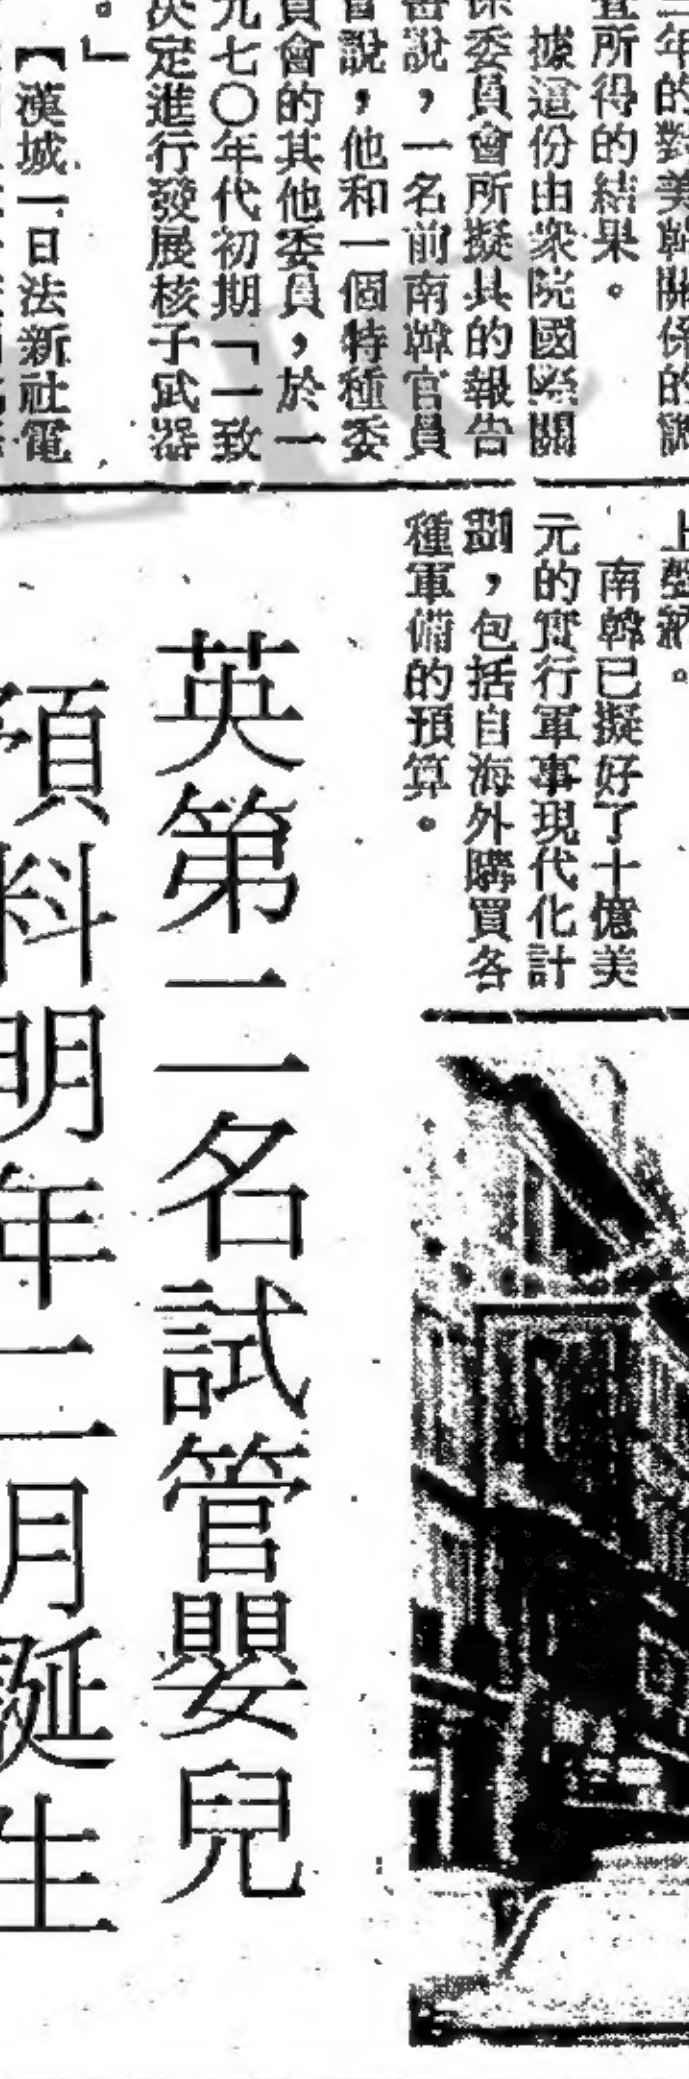 年的對美韓關係的調
查所得的結果。
據這份由衆院國際關
係委員會所擬具的報告
書說，一名前南韓官員
曾說，他和一個特種委
員會的其他委員，於一
九七〇年代初期「一致
決定進行發展核子武器
。」
【漢城一日法新社電
南韓已擬好了十億美
元的實行軍事現代化計
劃，包括自海外購買各
種軍備的預算。
英第二名試管嬰兒
預料明年二月誕生